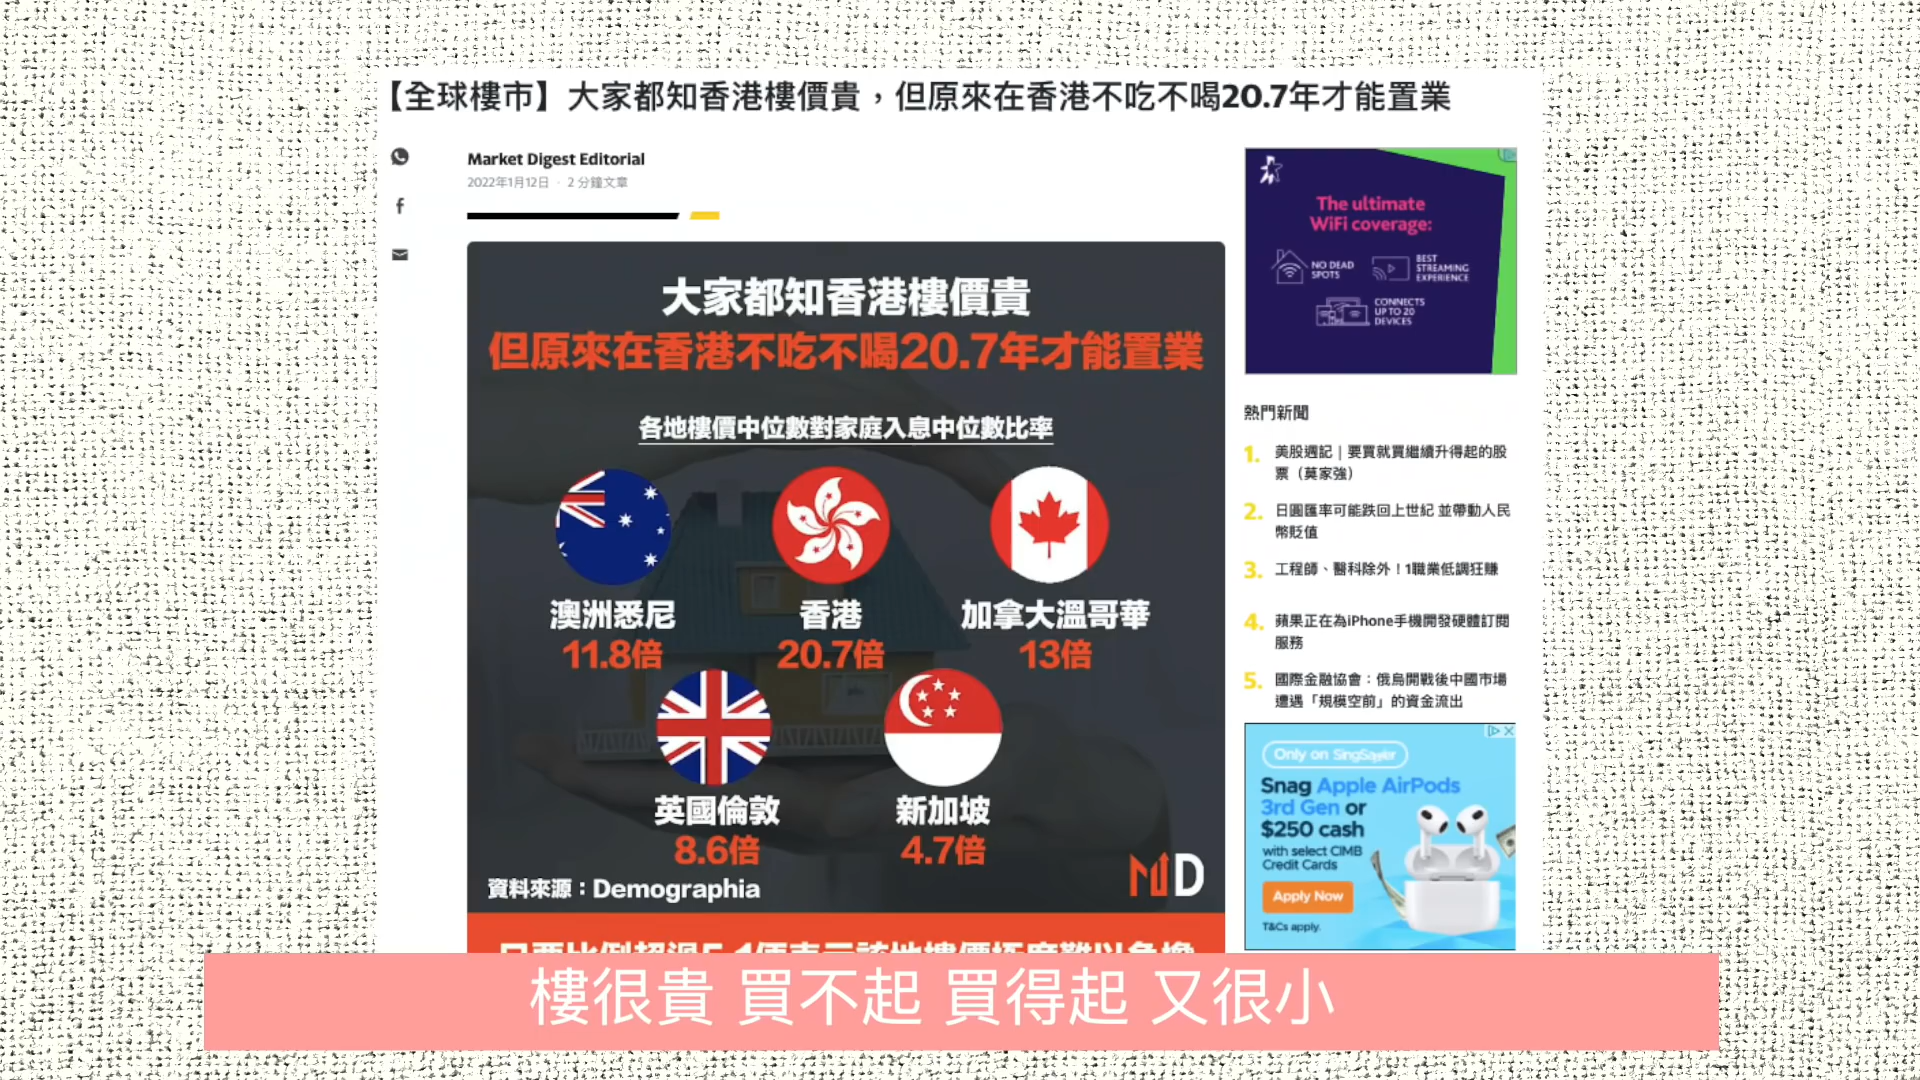 【全球樓市】大家都知香港樓價貴，但原來在香港不吃不喝20.7年才能置業
Market Digest Editorial
2022年1月12日 · 2 分鐘文章
大家都知香港樓價貴
但原來在香港不吃不喝20.7年才能置業
各地樓價中位數對家庭入息中位數比率
澳洲悉尼
11.8倍
香港
20.7倍
加拿大溫哥華
13倍
英國倫敦
8.6倍
新加坡
4.7倍
資料來源：Demographia
MD
The ultimate
WiFi coverage:
NO DEAD
SPOTS
BEST
STREAMING
EXPERIENCE
CONNECTS
UP TO 20
DEVICES
熱門新聞
1. 美股週記｜要買就買繼續升得起的股
票（莫家強）
2. 日圓匯率可能跌回上世紀 並帶動人民
幣貶值
3. 工程師、醫科除外！1職業低調狂賺
4. 蘋果正在為iPhone手機開發硬體訂閱
服務
5. 國際金融協會：俄烏開戰後中國市場
遭遇「規模空前」的資金流出
Only on SingSaver
Snag Apple AirPods
3rd Gen or
$250 cash
with select CIMB
Credit Cards
Apply Now
T&Cs apply.
樓很貴 買不起 買得起 又很小